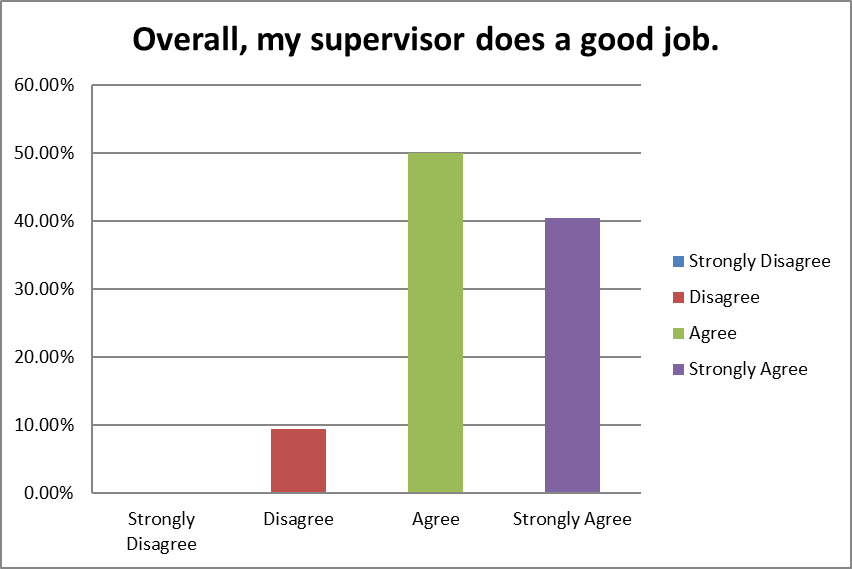 Overall, my supervisor does a good job.
60.00%
50.00%
40.00%
30.00%
20.00%
10.00%
0.00%
Strongly
Disagree
Disagree
Agree
Strongly Agree
Strongly Disagree
Disagree
Agree
Strongly Agree